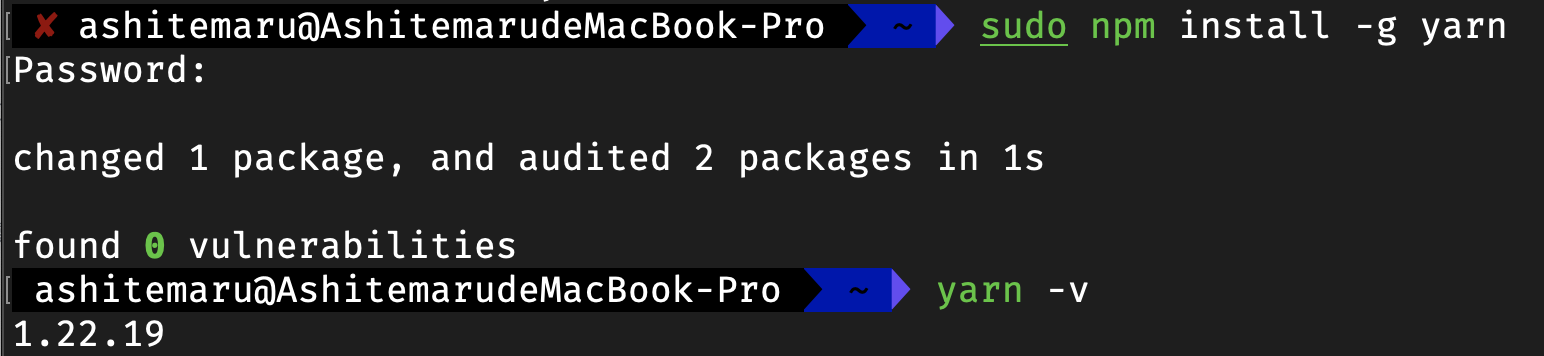 ✘ ashitemaru@AshitemarudeMacBook-Pro ~ sudo npm install -g yarn
Password:
changed 1 package, and audited 2 packages in 1s
found 0 vulnerabilities
ashitemaru@AshitemarudeMacBook-Pro ~ yarn -v
1.22.19